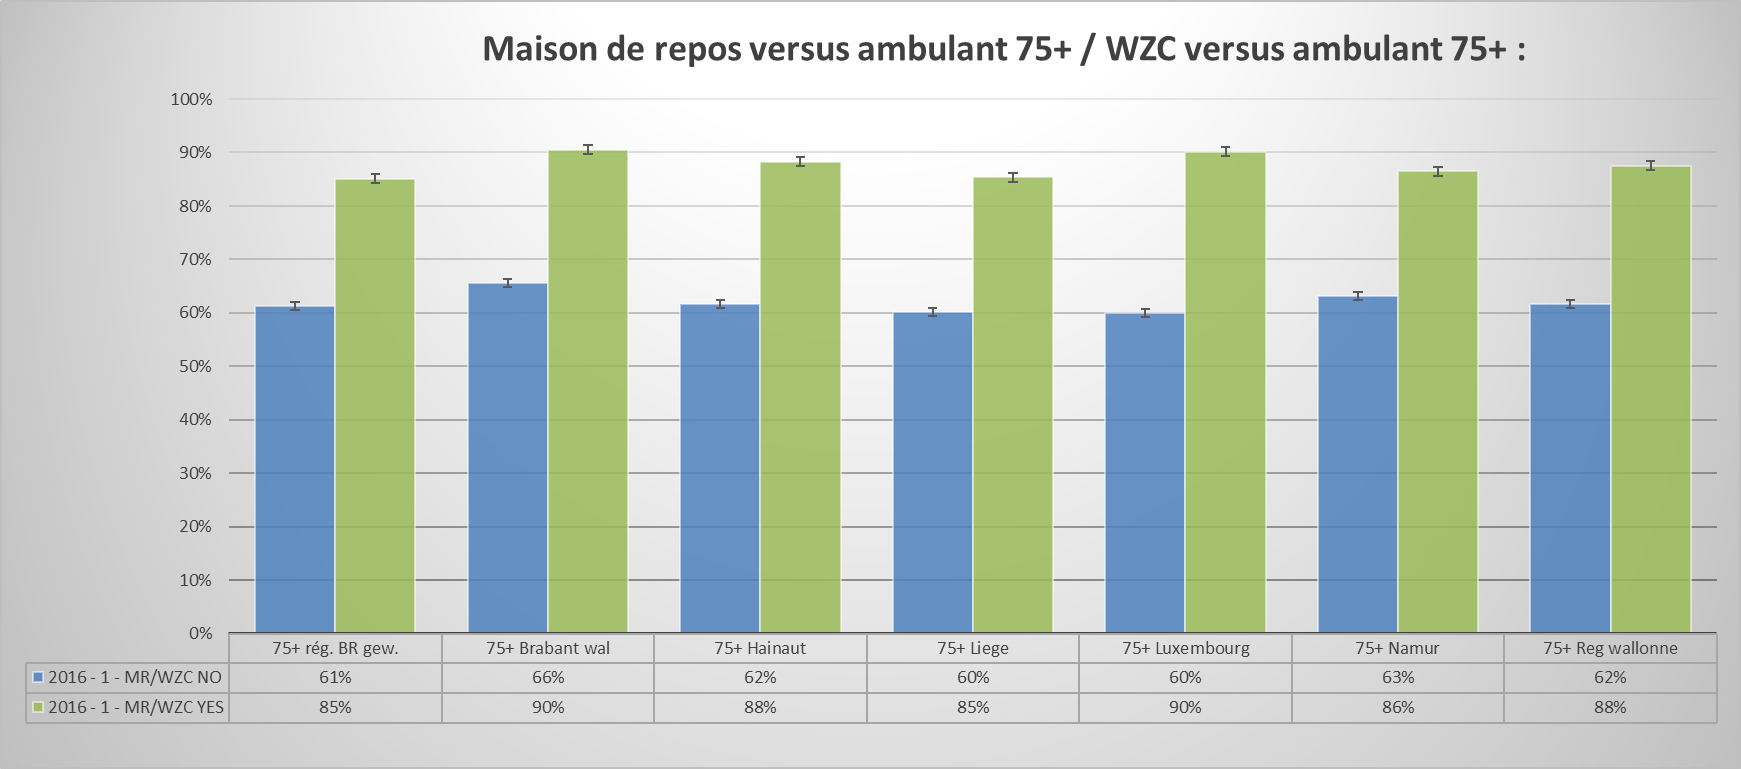 Maison de repos versus ambulant 75+ / WZC versus ambulant 75+ :
100%
90%
80%
70%
60%
50%
40%
30%
20%
10%
0%
75+ rég. BR gew. 75+ Brabant wal 75+ Hainaut 75+ Liege 75+ Luxembourg 75+ Namur 75+ Reg wallonne
2016 - 1 - MR/WZC NO 61% 66% 62% 60% 60% 63% 62%
2016 - 1 - MR/WZC YES 85% 90% 88% 85% 90% 86% 88%